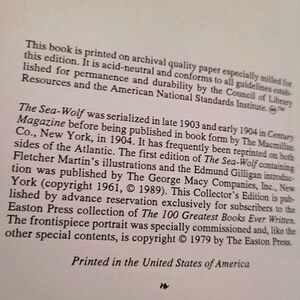 This book is printed on archival quality paper especially milled for
this edition. It is acid-neutral and conforms to all guidelines estab-
lished for permanence and durability by the Council of Library
Resources and the American National Standards Institute. ∞™
The Sea-Wolf was serialized in late 1903 and early 1904 in Century
Magazine before being published in book form by The Macmillan
Co., New York, in 1904. It has frequently been reprinted on both
sides of the Atlantic. The first edition of The Sea-Wolf containing
Fletcher Martin's illustrations and the Edmund Gilligan introduc-
tion was published by The George Macy Companies, Inc., New
York (copyright 1961, © 1989). This Collector's Edition is pub-
lished by advance reservation exclusively for subscribers to the
Easton Press collection of The 100 Greatest Books Ever Written.
The frontispiece portrait was specially commissioned and, like the
other special contents, is copyright © 1979 by The Easton Press.
Printed in the United States of America